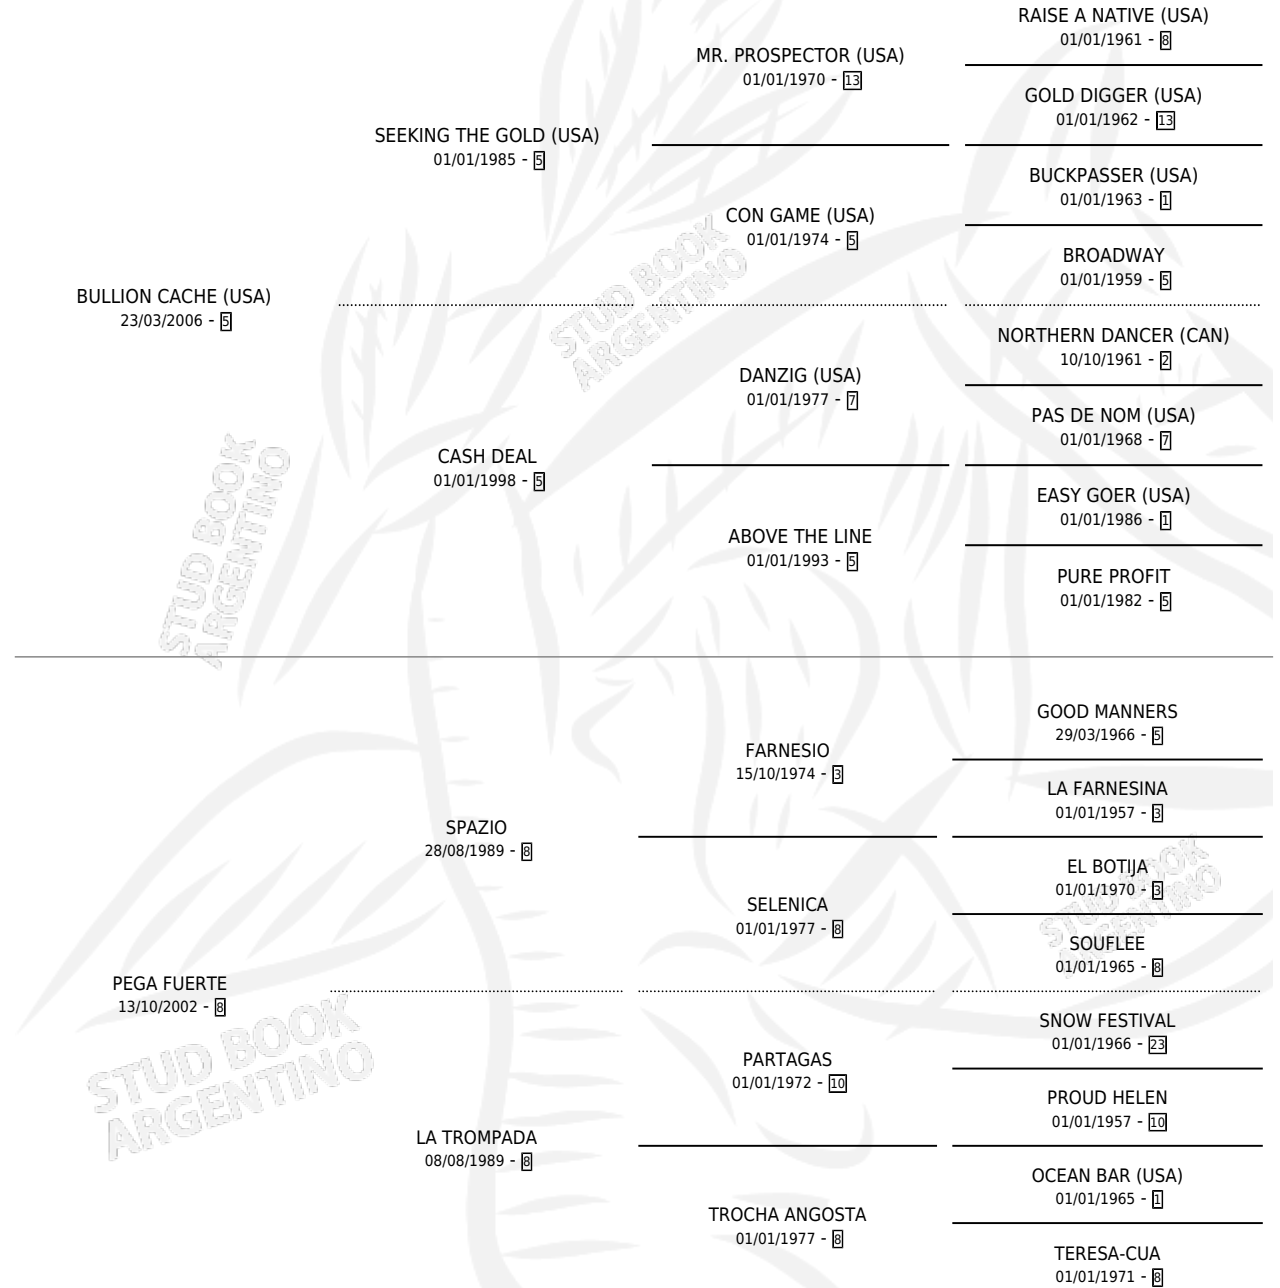 RAISE A NATIVE (USA)
01/01/1961 - 8
MR. PROSPECTOR (USA)
01/01/1970 - 13
GOLD DIGGER (USA)
01/01/1962 - 13
SEEKING THE GOLD (USA)
01/01/1985 - 5
BUCKPASSER (USA)
01/01/1963 - 1
CON GAME (USA)
01/01/1974 - 5
BROADWAY
01/01/1959 - 5
BULLION CACHE (USA)
23/03/2006 - 5
NORTHERN DANCER (CAN)
10/10/1961 - 2
DANZIG (USA)
01/01/1977 - 7
PAS DE NOM (USA)
01/01/1968 - 7
CASH DEAL
01/01/1998 - 5
EASY GOER (USA)
01/01/1986 - 1
ABOVE THE LINE
01/01/1993 - 5
PURE PROFIT
01/01/1982 - 5
STUD BOOK
ARGENTINO
STUD BOOK
ARGENTINO
GOOD MANNERS
29/03/1966 - 5
FARNESIO
15/10/1974 - 3
LA FARNESINA
01/01/1957 - 3
SPAZIO
28/08/1989 - 8
EL BOTIJA
01/01/1970 - 3
SELENICA
01/01/1977 - 8
SOUFLEE
01/01/1965 - 8
PEGA FUERTE
13/10/2002 - 8
SNOW FESTIVAL
01/01/1966 - 23
PARTAGAS
01/01/1972 - 10
PROUD HELEN
01/01/1957 - 10
LA TROMPADA
08/08/1989 - 8
OCEAN BAR (USA)
01/01/1965 - 1
TROCHA ANGOSTA
01/01/1977 - 8
TERESA-CUA
01/01/1971 - 8
STUD BOOK
ARGENTINO
STUD BOOK
ARGENTINO